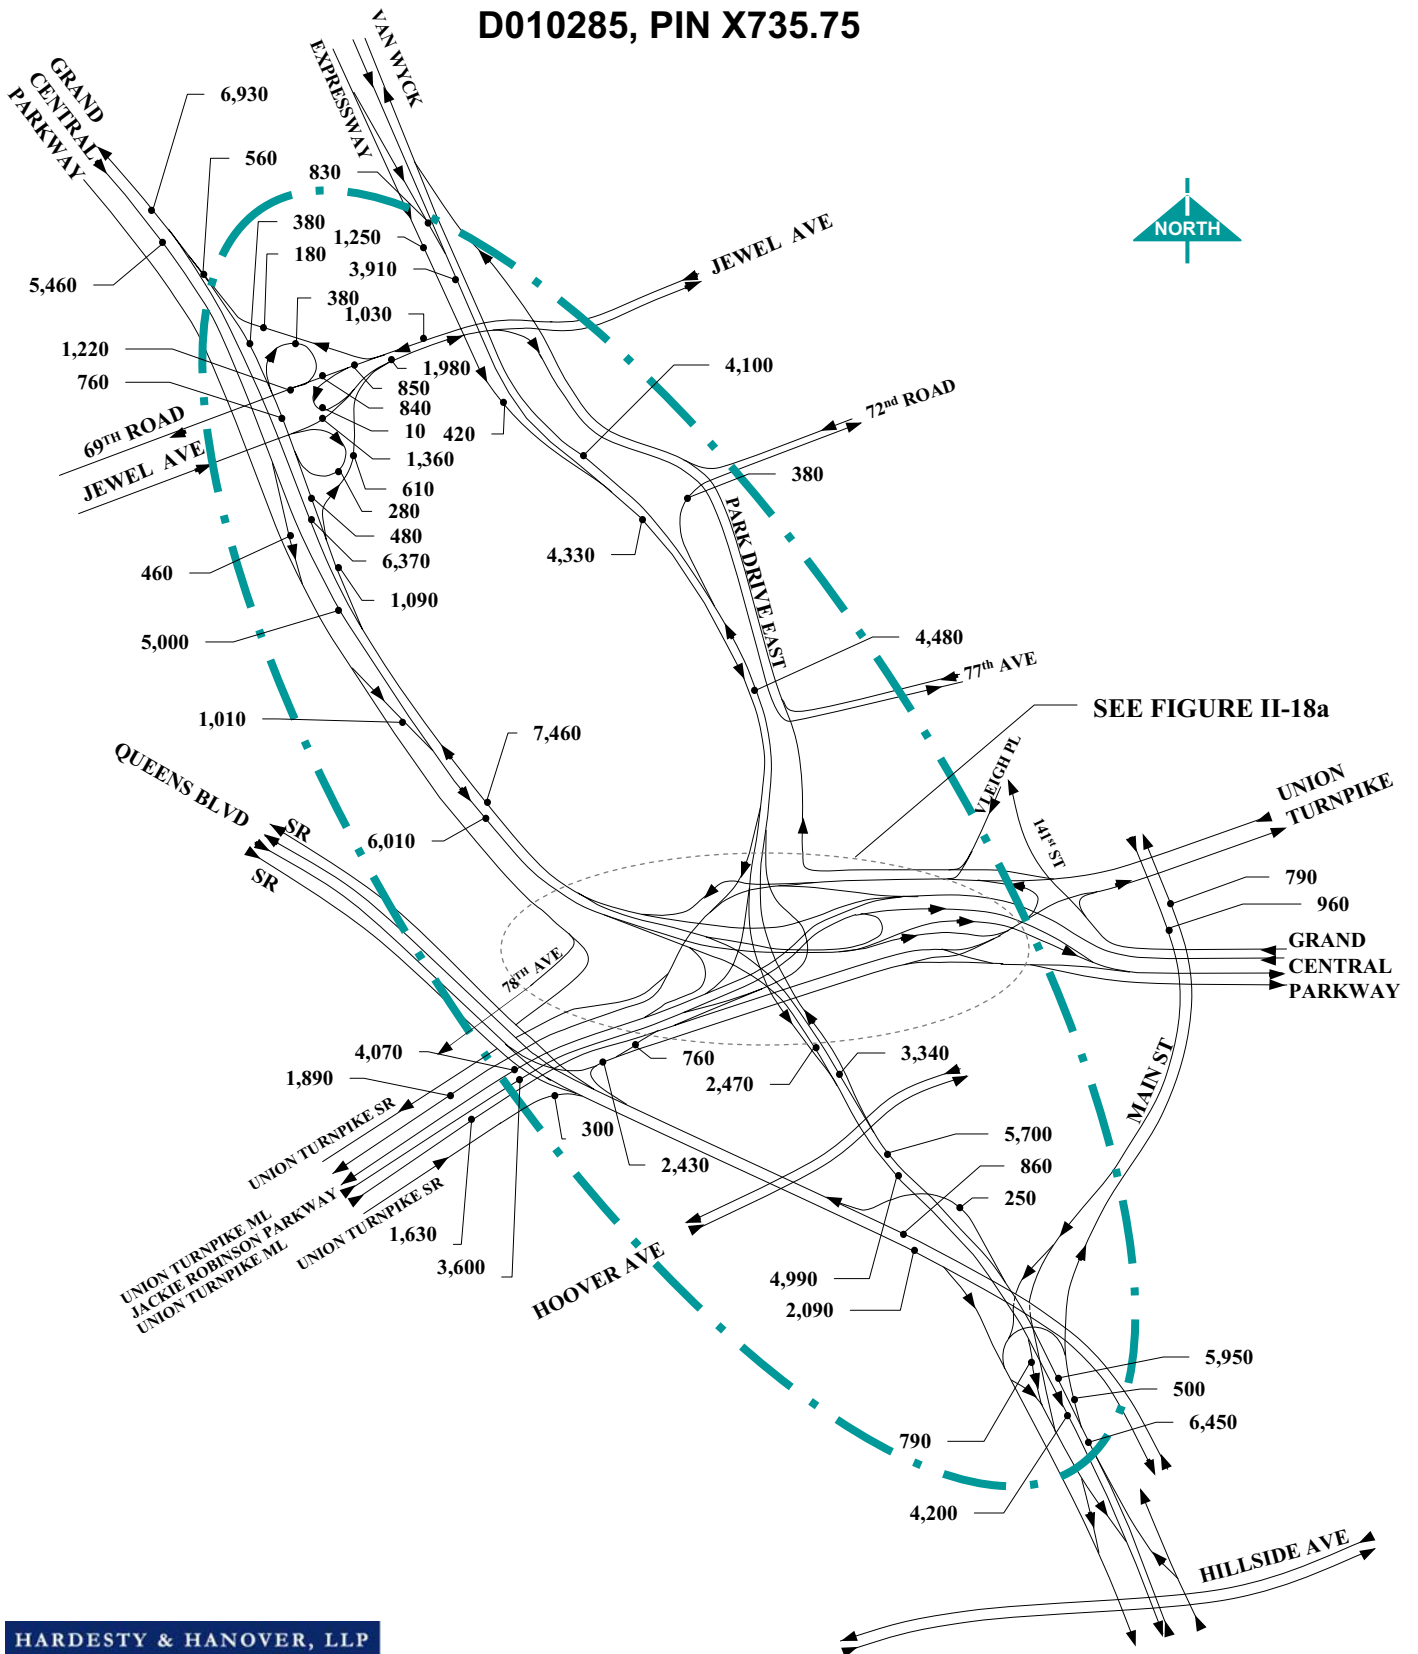 D010285, PIN X735.75
VAN WYCK
EXPRESSWAY
GRAND
CENTRAL
PARKWAY
6,930
560
830
380
1,250
180
3,910
5,460
380
1,030
JEWEL AVE
NORTH
1,220
1,980
4,100
760
850
840
10
420
72nd ROAD
69TH ROAD
JEWEL AVE
1,360
610
380
280
480
PARK DRIVE EAST
6,370
4,330
460
1,090
5,000
4,480
77th AVE
1,010
7,460
SEE FIGURE II-18a
QUEENS BLVD
SR
SR
6,010
VLEIGH PL
141st ST
UNION
TURNPIKE
790
960
GRAND
CENTRAL
PARKWAY
78TH AVE
4,070
1,890
760
2,470
3,340
MAIN ST
UNION TURNPIKE SR
300
2,430
5,700
860
250
UNION TURNPIKE ML
JACKIE ROBINSON PARKWAY
UNION TURNPIKE ML
UNION TURNPIKE SR
1,630
3,600
HOOVER AVE
4,990
2,090
5,950
500
6,450
790
4,200
HILLSIDE AVE
HARDESTY & HANOVER, LLP